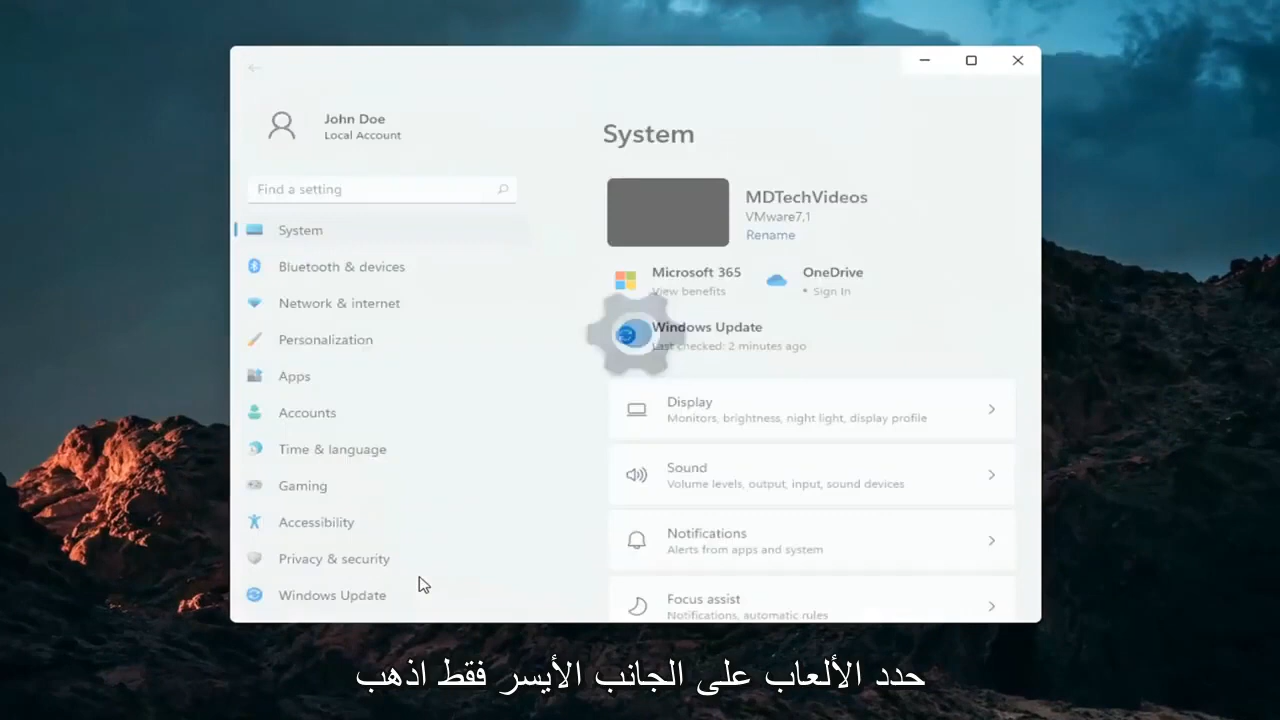 John Doe
Local Account
Find a setting
System
Bluetooth & devices
Network & internet
Personalization
Apps
Accounts
Time & language
Gaming
Accessibility
Privacy & security
Windows Update
System
MDTechVideos
VMware7,1
Rename
Microsoft 365
View benefits
OneDrive
• Sign In
Windows Update
Last checked: 2 minutes ago
Display
Monitors, brightness, night light, display profile
Sound
Volume levels, output, input, sound devices
Notifications
Alerts from apps and system
Focus assist
Notifications, automatic rules
حدد الألعاب على الجانب الأيسر فقط اذهب